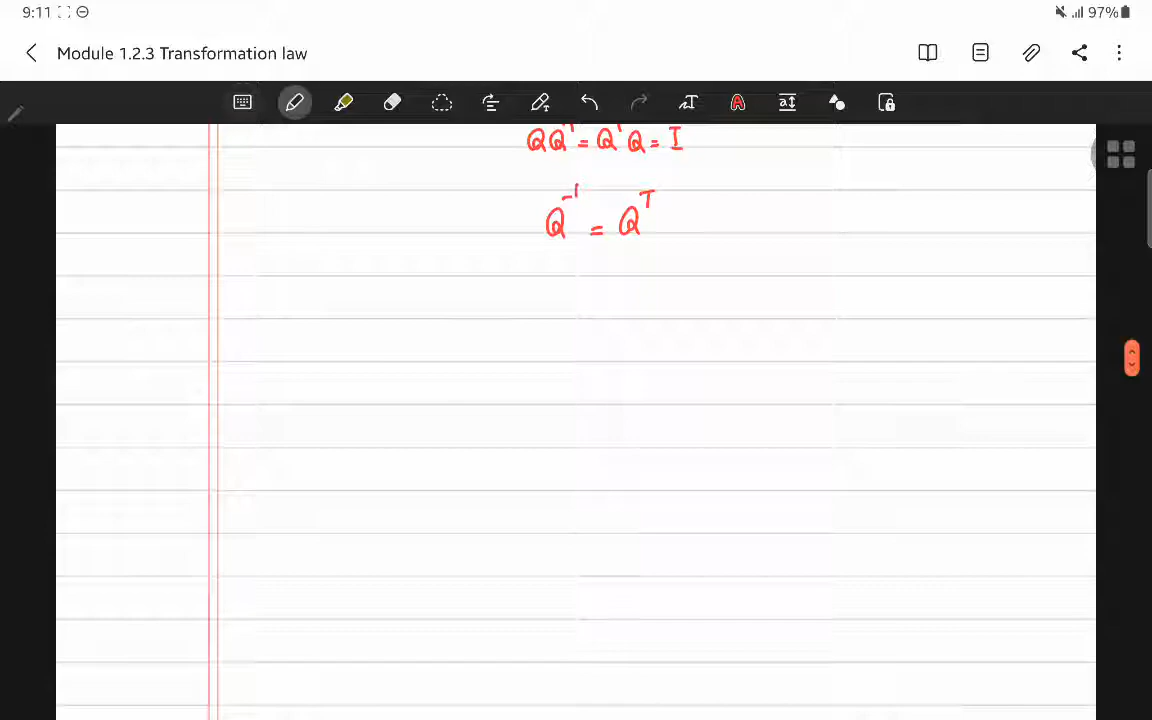 9:11
97%
Module 1.2.3 Transformation law
QQᵀ = QᵀQ = I
Q⁻¹ = Qᵀ